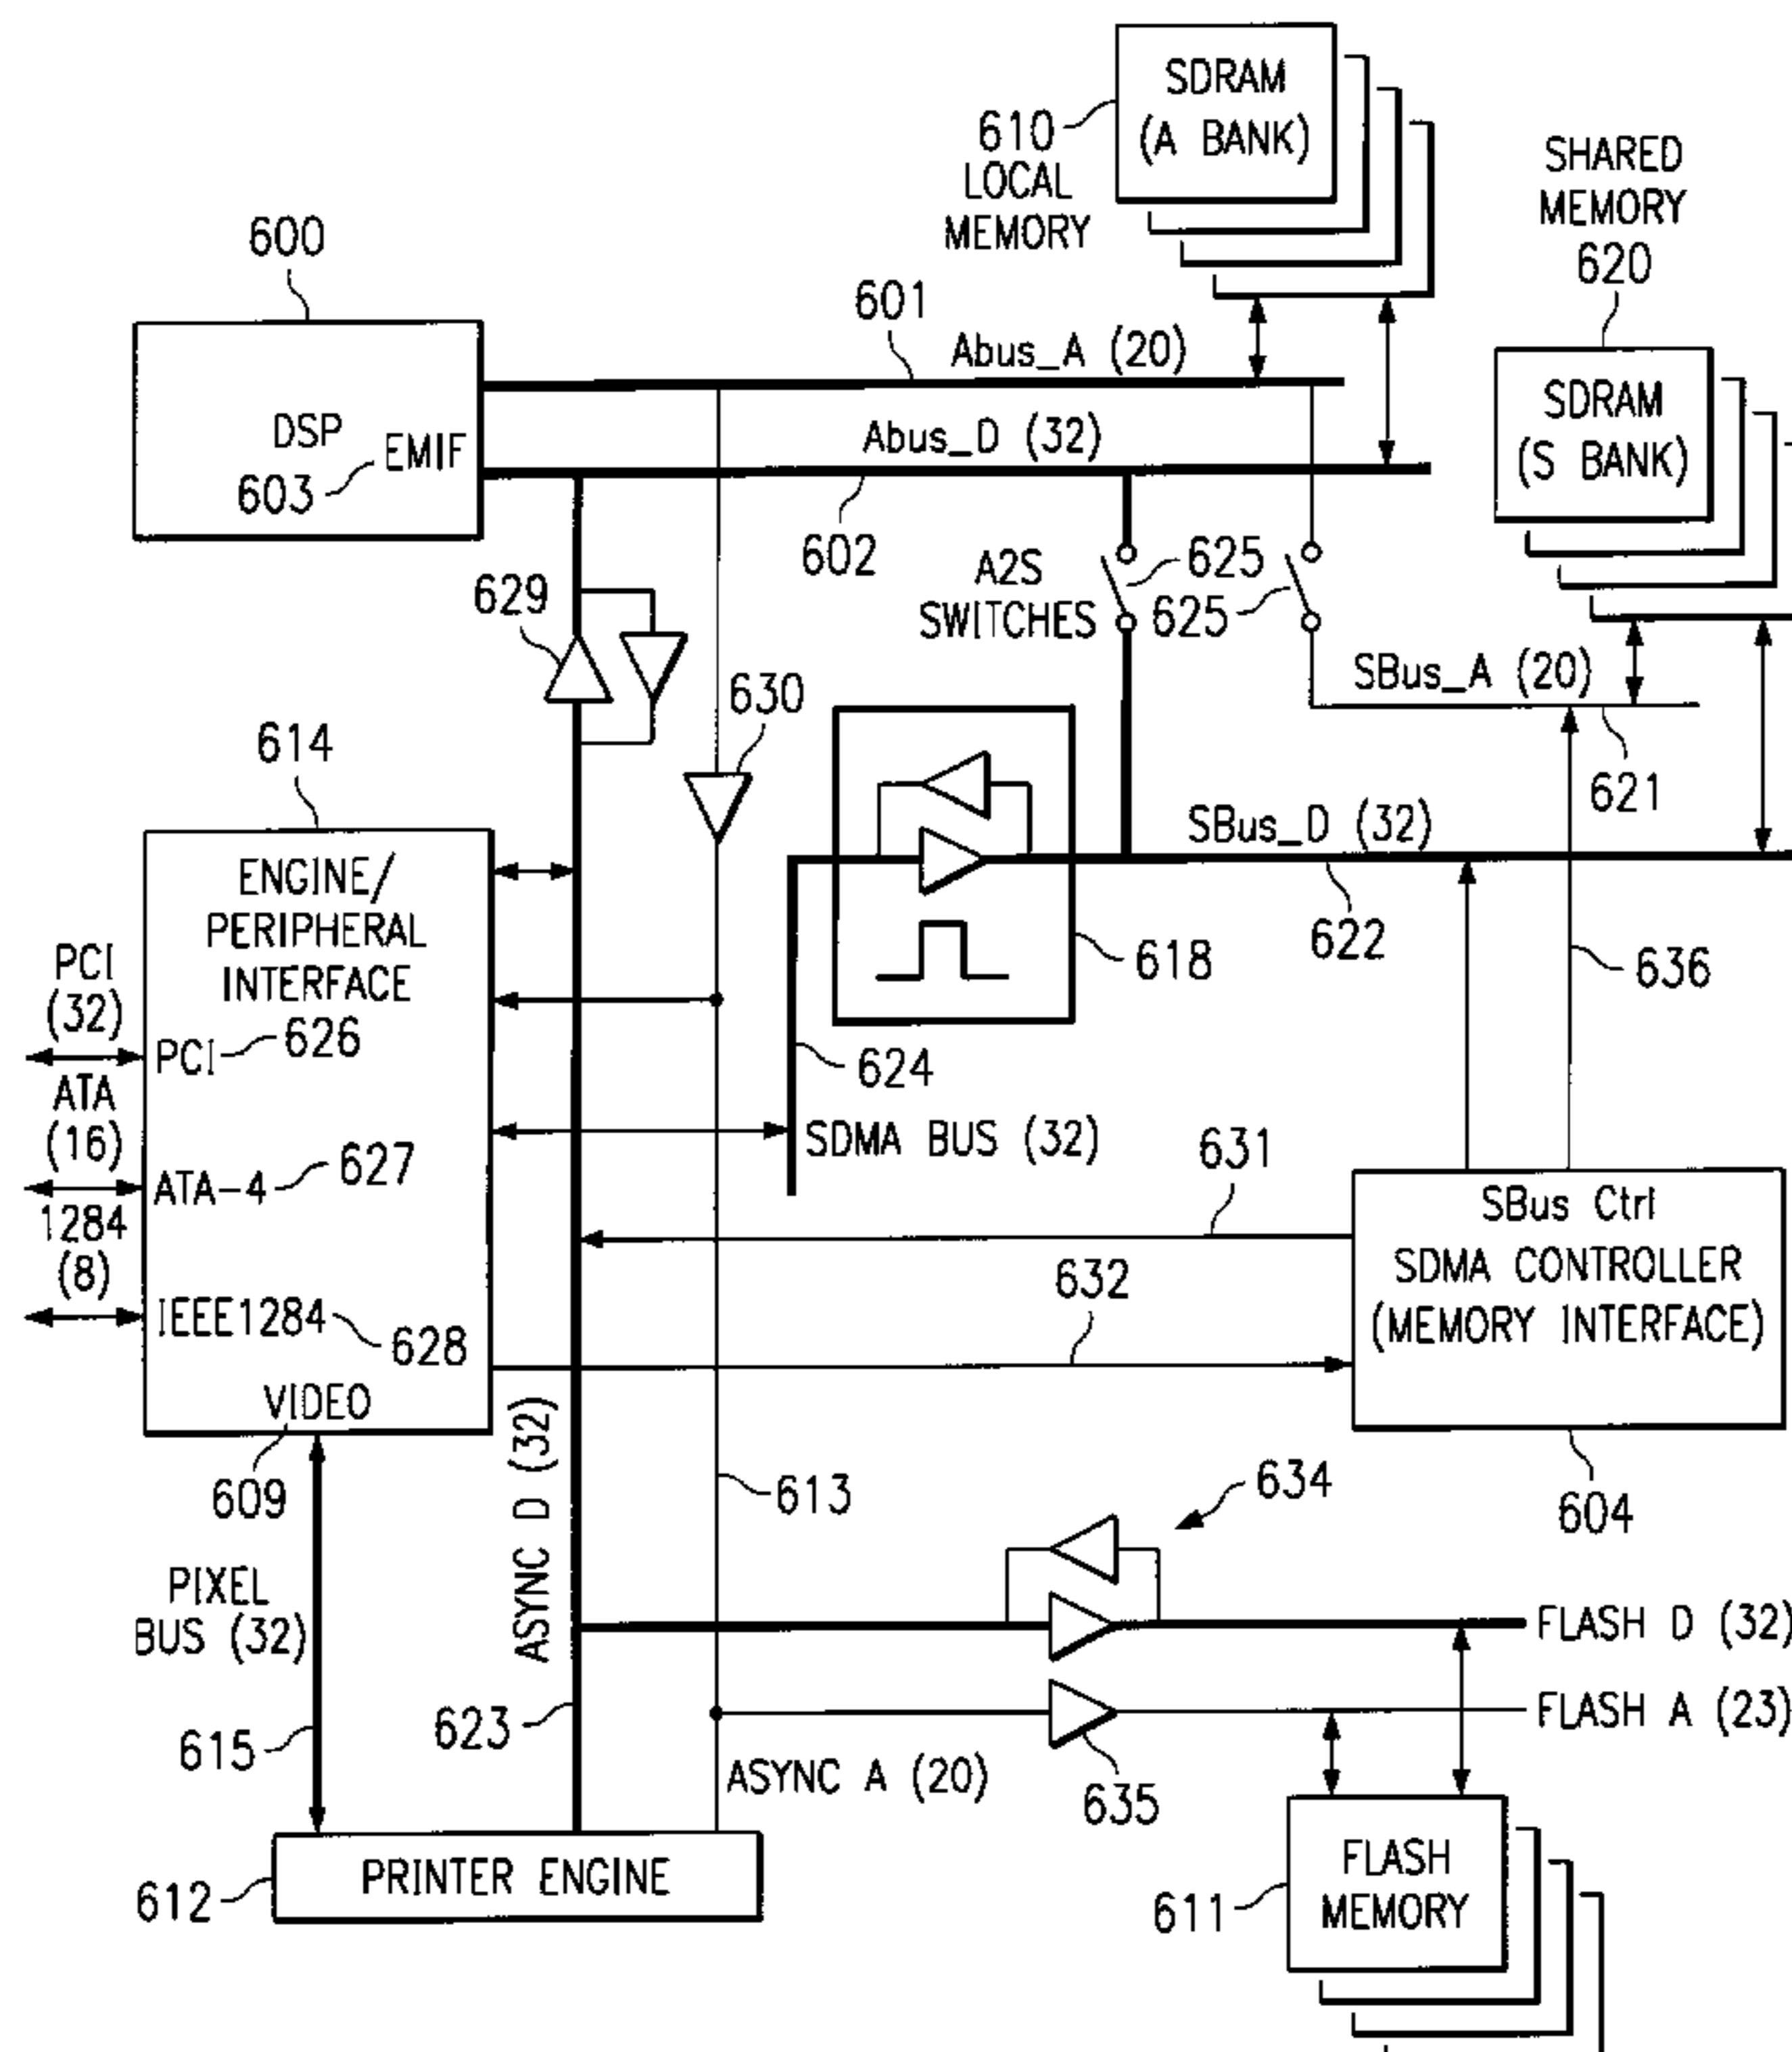 SDRAM
(A BANK)
610
LOCAL
MEMORY
SHARED
MEMORY
620
600
601
Abus_A (20)
SDRAM
(S BANK)
DSP
EMIF
603
Abus_D (32)
602
A2S
SWITCHES
625
625
629
630
SBus_A (20)
621
614
ENGINE/
PERIPHERAL
INTERFACE
SBus_D (32)
622
618
636
PCI
(32)
PCI
626
624
ATA
(16)
SDMA BUS (32)
631
ATA-4
627
1284
(8)
SBus Ctrl
SDMA CONTROLLER
(MEMORY INTERFACE)
632
IEEE1284
628
VIDEO
609
ASYNC D (32)
613
634
604
PIXEL
BUS (32)
FLASH D (32)
623
615
FLASH A (23)
ASYNC A (20)
635
612
PRINTER ENGINE
611
FLASH
MEMORY